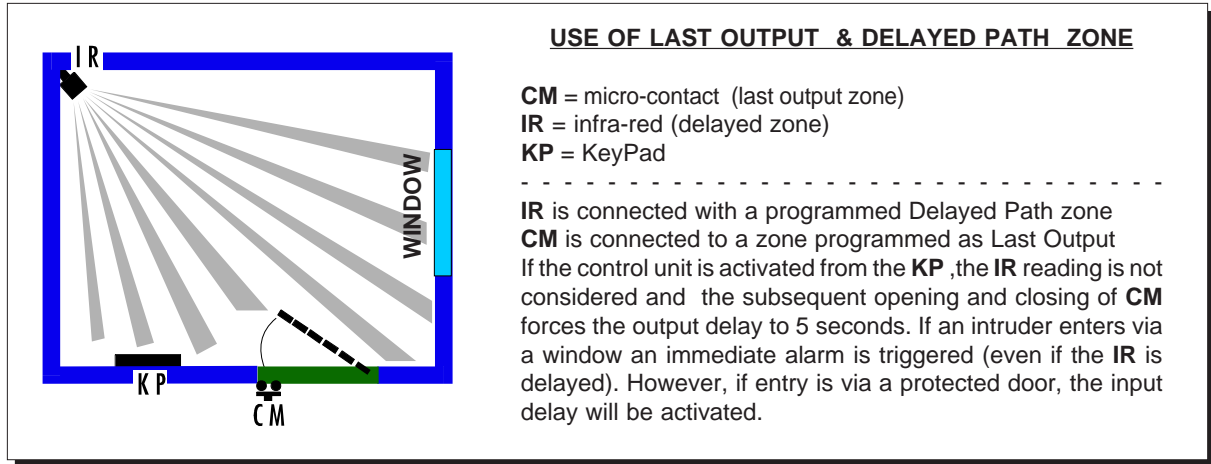 IR
WINDOW
KP
CM
USE OF LAST OUTPUT & DELAYED PATH ZONE
CM = micro-contact (last output zone)
IR = infra-red (delayed zone)
KP = KeyPad
- - - - - - - - - - - - - - - - - - - - - - - - - - - - - -
IR is connected with a programmed Delayed Path zone
CM is connected to a zone programmed as Last Output
If the control unit is activated from the KP ,the IR reading is not
considered and the subsequent opening and closing of CM
forces the output delay to 5 seconds. If an intruder enters via
a window an immediate alarm is triggered (even if the IR is
delayed). However, if entry is via a protected door, the input
delay will be activated.